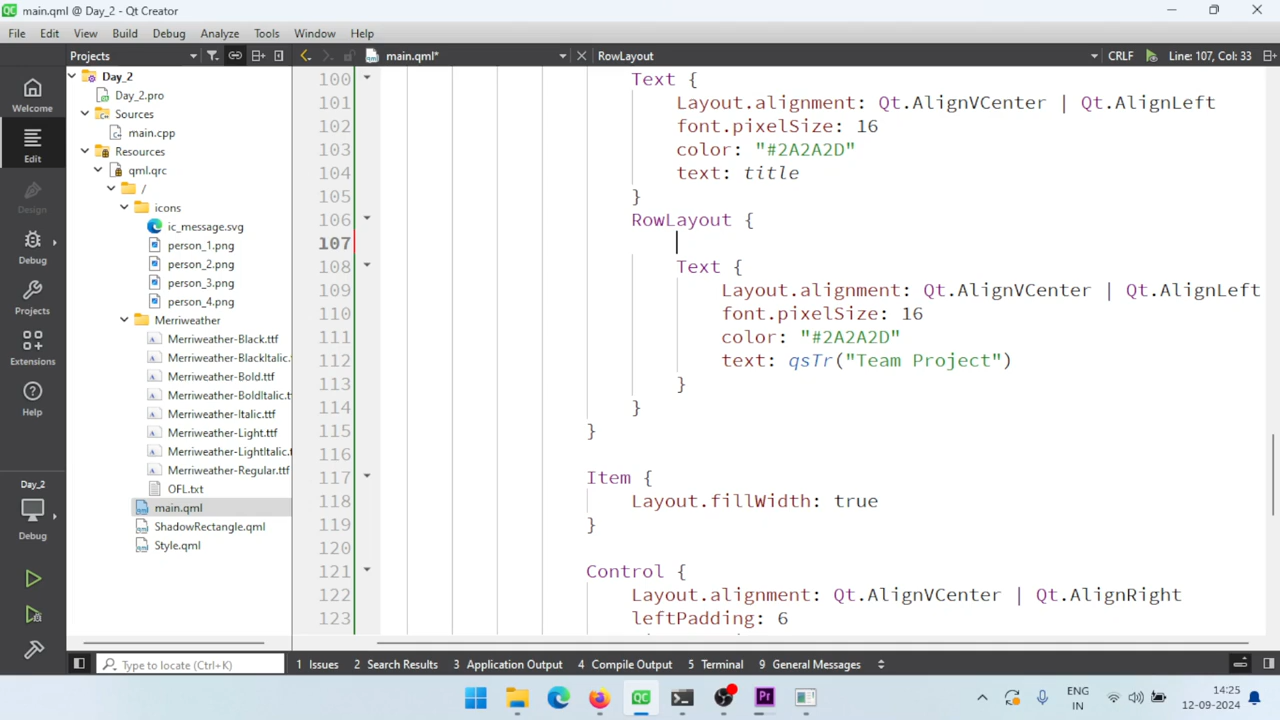 main.qml @ Day_2 - Qt Creator
File Edit View Build Debug Analyze Tools Window Help
Projects main.qml* RowLayout CRLF Line: 107, Col: 33
Welcome
Edit
Design
Debug
Projects
Extensions
Help
Day_2
Debug
Day_2
Day_2.pro
Sources
main.cpp
Resources
qml.qrc
/
icons
ic_message.svg
person_1.png
person_2.png
person_3.png
person_4.png
Merriweather
Merriweather-Black.ttf
Merriweather-BlackItalic.
Merriweather-Bold.ttf
Merriweather-BoldItalic.tt
Merriweather-Italic.ttf
Merriweather-Light.ttf
Merriweather-LightItalic.t
Merriweather-Regular.ttf
OFL.txt
main.qml
ShadowRectangle.qml
Style.qml
100 Text {
101 Layout.alignment: Qt.AlignVCenter | Qt.AlignLeft
102 font.pixelSize: 16
103 color: "#2A2A2D"
104 text: title
105 }
106 RowLayout {
107
108 Text {
109 Layout.alignment: Qt.AlignVCenter | Qt.AlignLeft
110 font.pixelSize: 16
111 color: "#2A2A2D"
112 text: qsTr("Team Project")
113 }
114 }
115 }
116
117 Item {
118 Layout.fillWidth: true
119 }
120
121 Control {
122 Layout.alignment: Qt.AlignVCenter | Qt.AlignRight
123 leftPadding: 6
Type to locate (Ctrl+K) 1 Issues 2 Search Results 3 Application Output 4 Compile Output 5 Terminal 9 General Messages
ENG
IN
14:25
12-09-2024